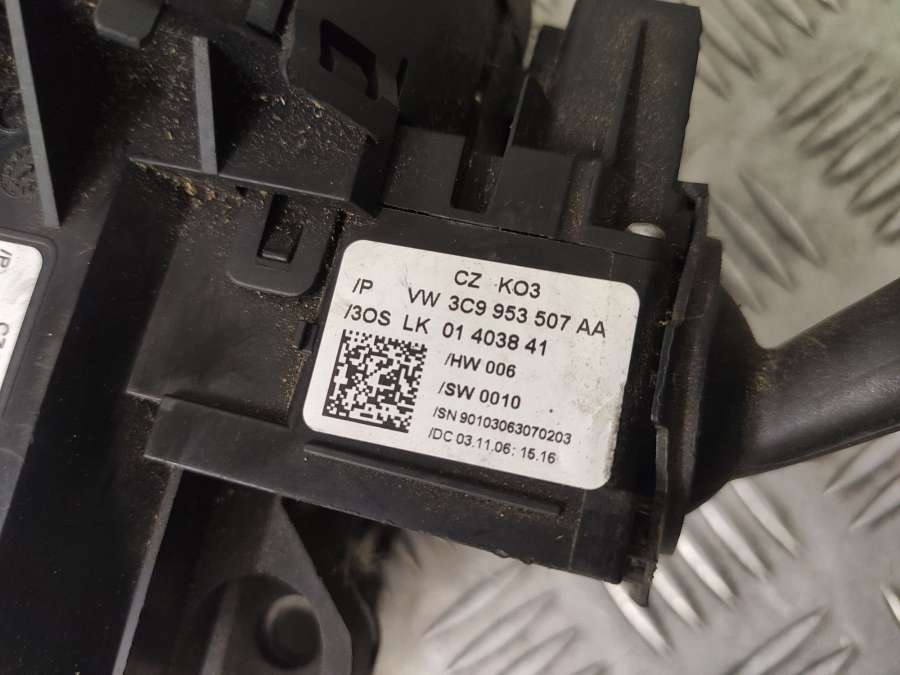 CZ KO3
/P VW 3C9 953 507 AA
/3OS LK 01 4038 41
/HW 006
/SW 0010
/SN 90103063070203
/DC 03.11.06: 15.16
/P